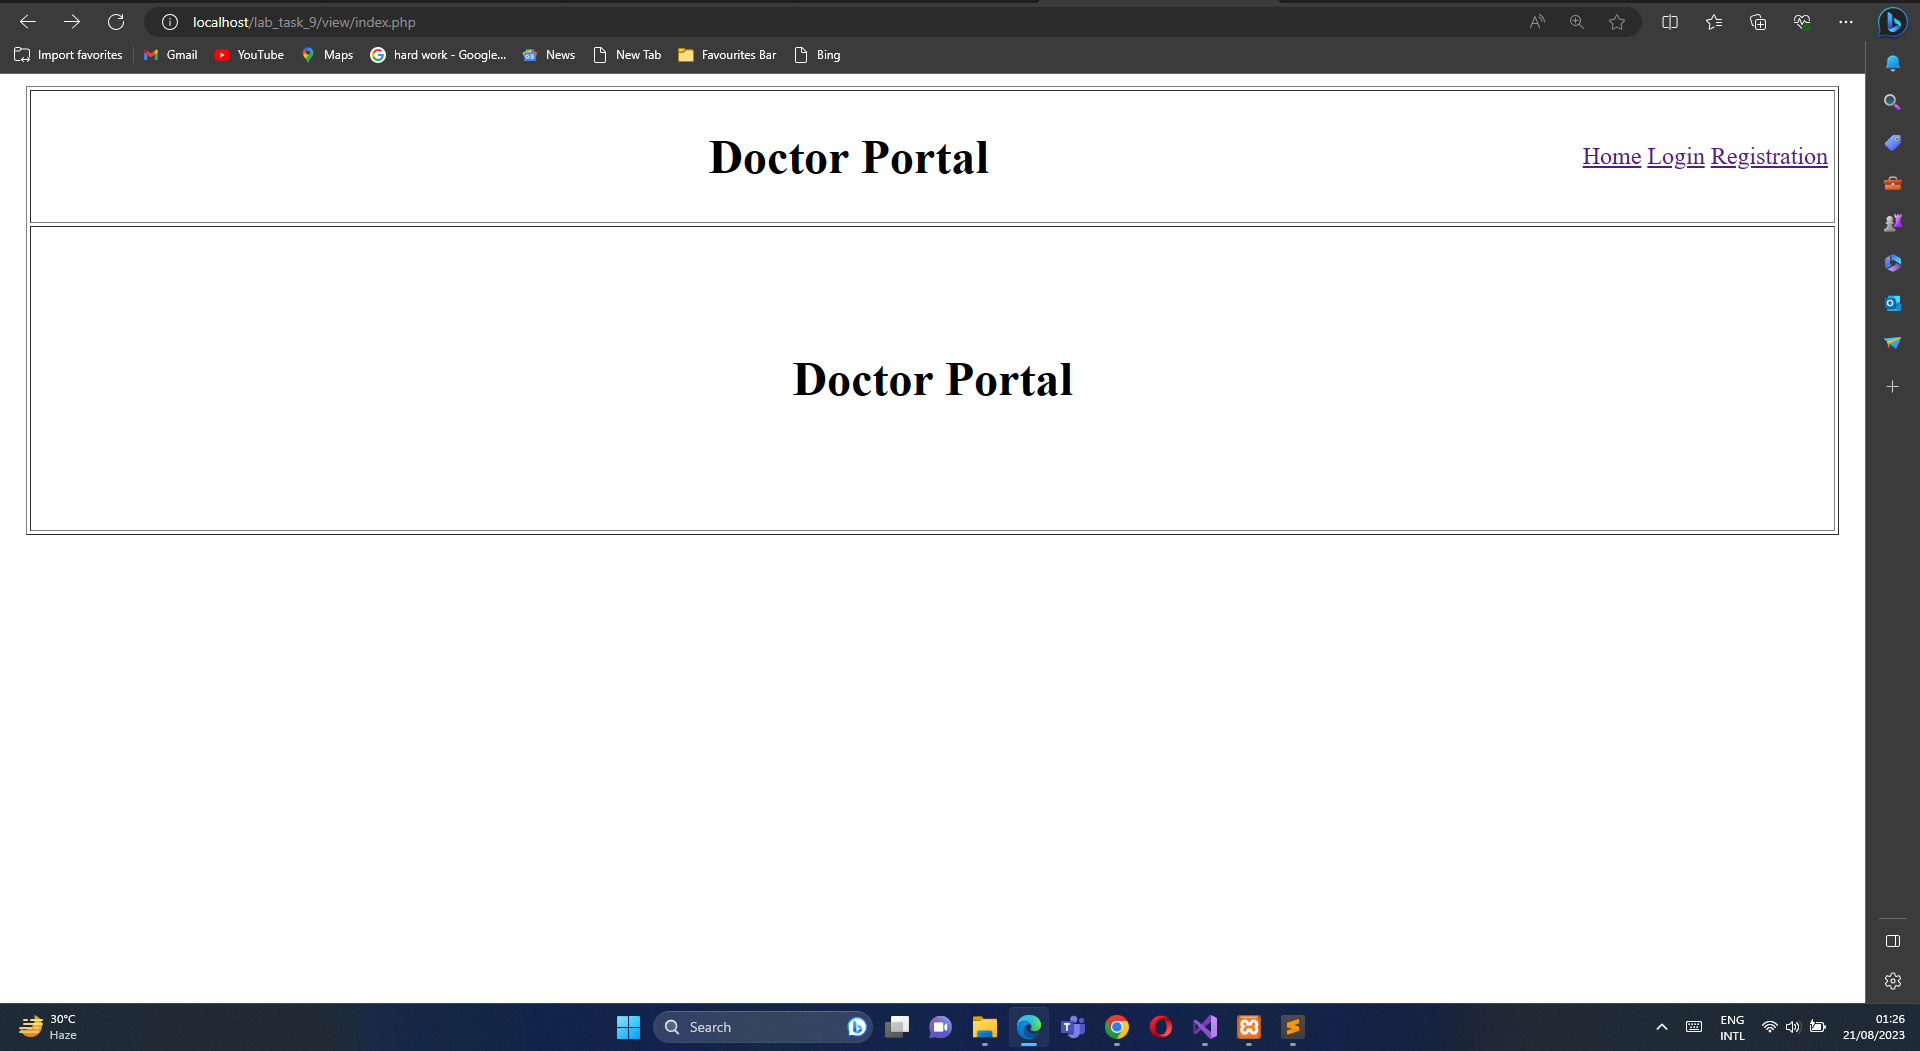 localhost/lab_task_9/view/index.php
Import favorites Gmail YouTube Maps hard work - Google... News New Tab Favourites Bar Bing
Doctor Portal
Home Login Registration
Doctor Portal
30°C
Haze
Search
ENG
INTL
01:26
21/08/2023